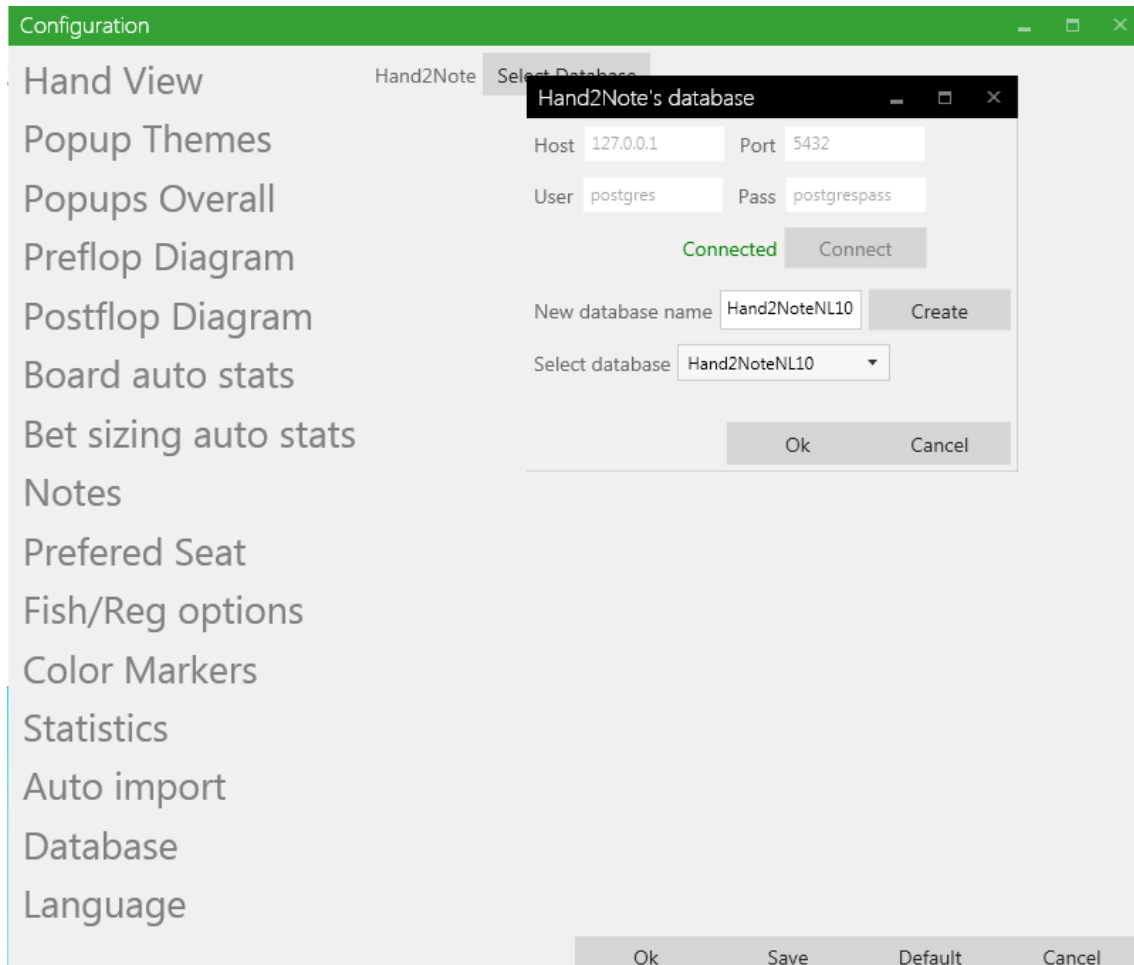 Configuration
Hand View
Popup Themes
Popups Overall
Preflop Diagram
Postflop Diagram
Board auto stats
Bet sizing auto stats
Notes
Prefered Seat
Fish/Reg options
Color Markers
Statistics
Auto import
Database
Language
Hand2Note Select Database
Hand2Note's database
Host 127.0.0.1 Port 5432
User postgres Pass postgrespass
Connected Connect
New database name Hand2NoteNL10 Create
Select database Hand2NoteNL10
Ok Cancel
Ok Save Default Cancel